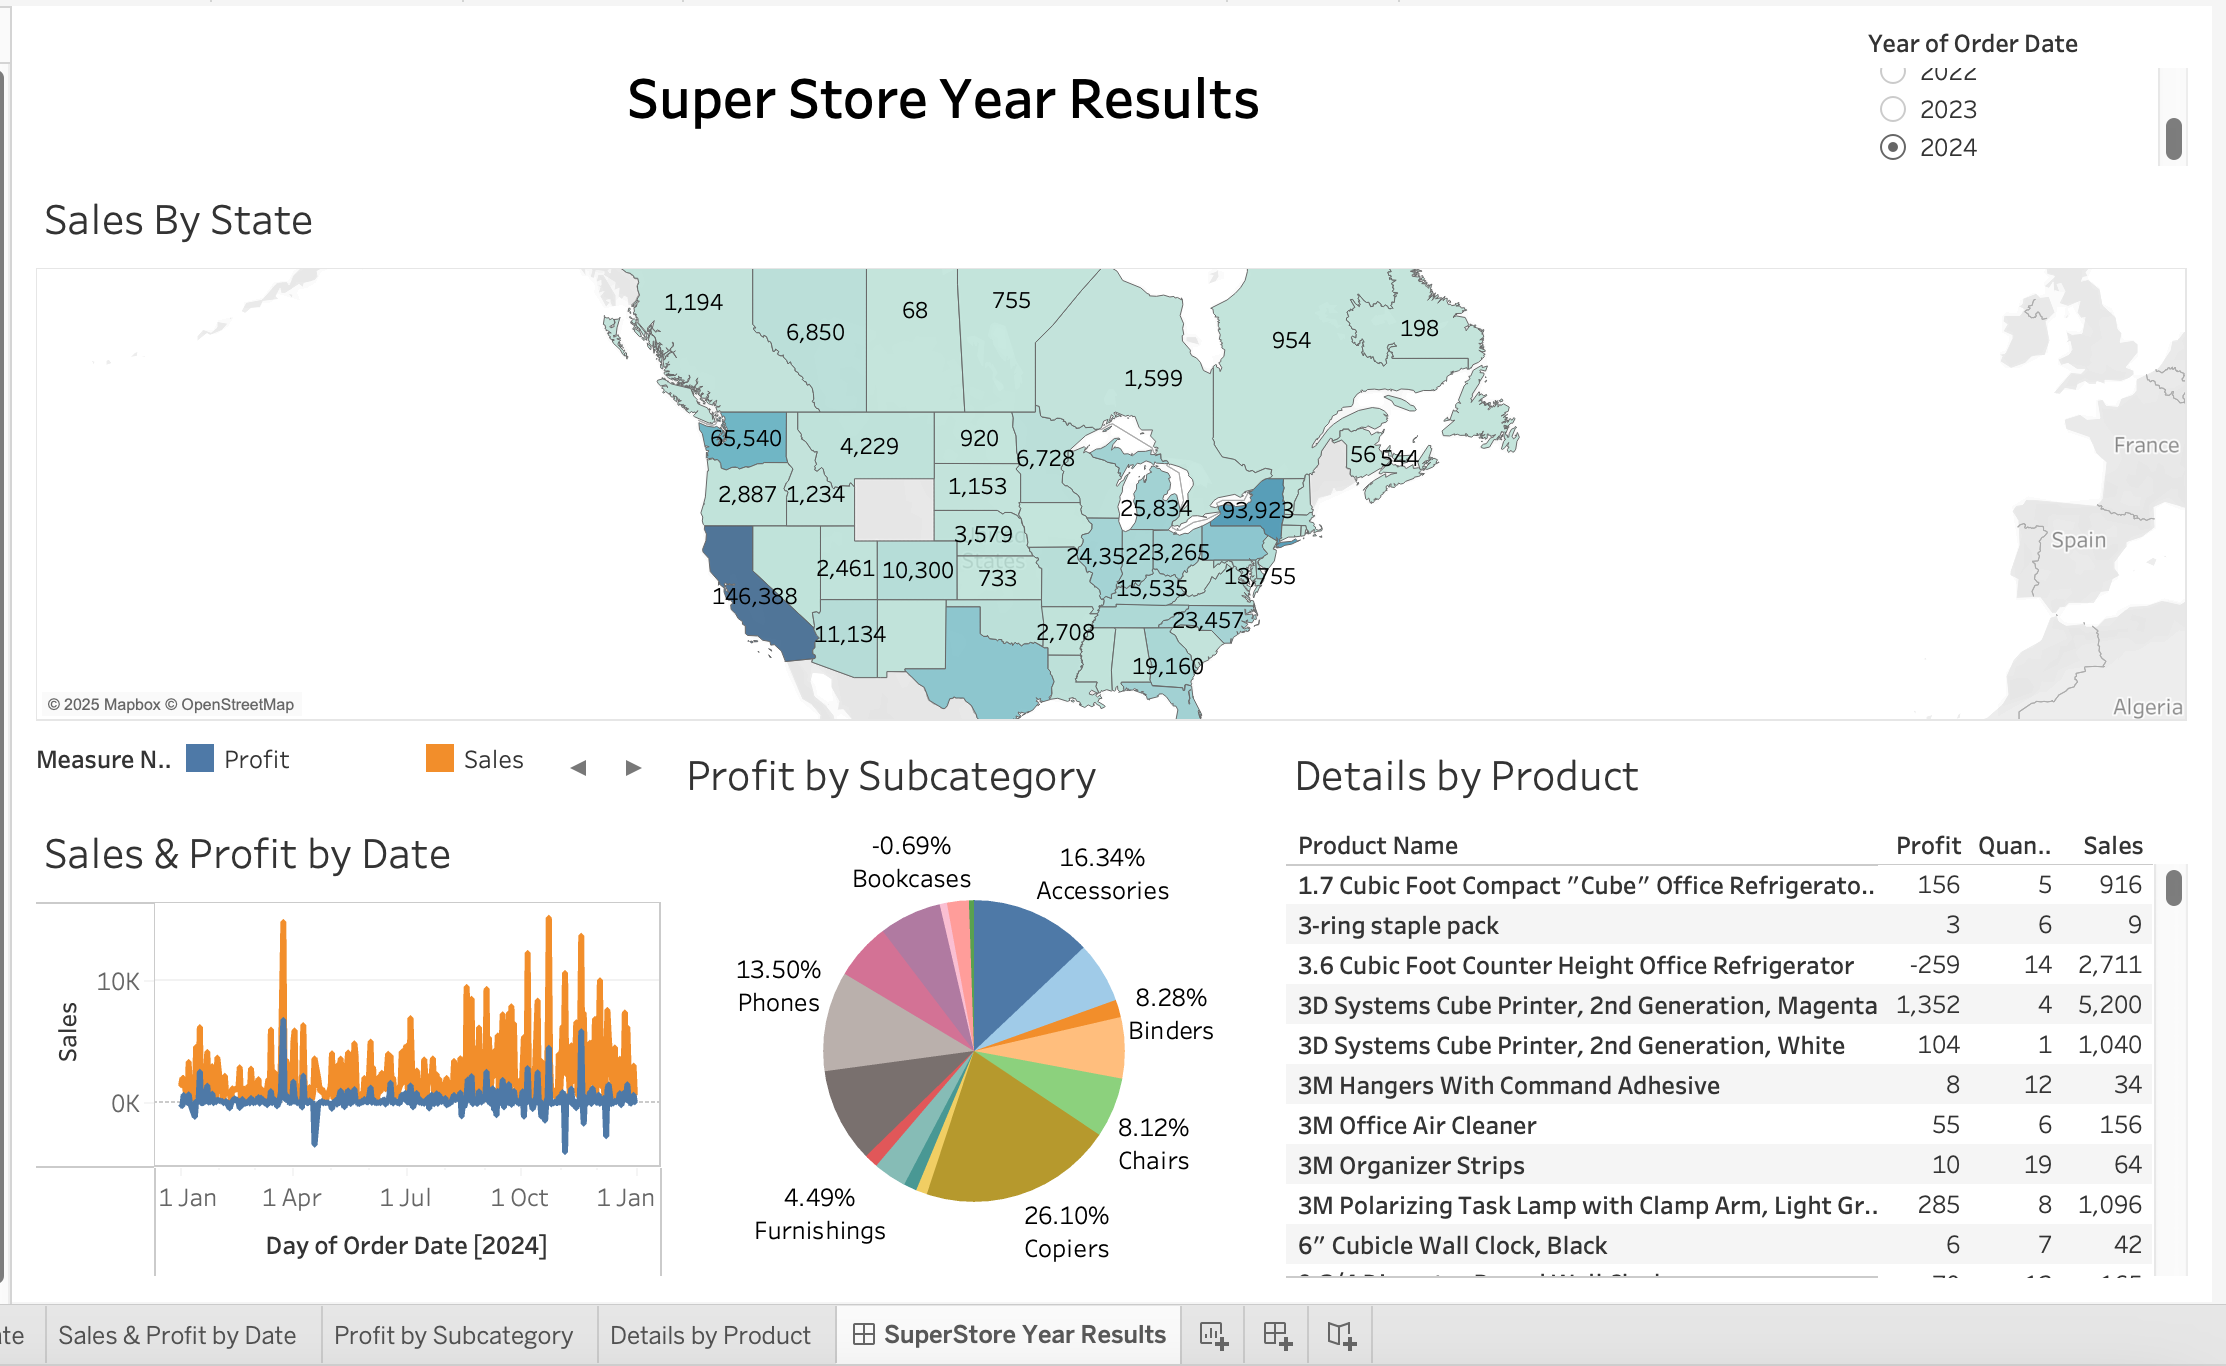 Year of Order Date
2022
2023
2024
Super Store Year Results
Sales By State
1,194
6,850
68
755
1,599
954
198
65,540
4,229
920
6,728
56
544
2,887
1,234
1,153
25,834
93,923
3,579
24,352
23,265
2,461
10,300
733
15,535
13,755
146,388
11,134
2,708
23,457
19,160
States
France
Spain
Algeria
© 2025 Mapbox © OpenStreetMap
Measure N..
Profit
Sales
Sales & Profit by Date
Sales
10K
0K
1 Jan
1 Apr
1 Jul
1 Oct
1 Jan
Day of Order Date [2024]
Profit by Subcategory
-0.69%
Bookcases
16.34%
Accessories
13.50%
Phones
8.28%
Binders
8.12%
Chairs
4.49%
Furnishings
26.10%
Copiers
Details by Product
Product Name Profit Quan.. Sales
1.7 Cubic Foot Compact "Cube" Office Refrigerato.. 156 5 916
3-ring staple pack 3 6 9
3.6 Cubic Foot Counter Height Office Refrigerator -259 14 2,711
3D Systems Cube Printer, 2nd Generation, Magenta 1,352 4 5,200
3D Systems Cube Printer, 2nd Generation, White 104 1 1,040
3M Hangers With Command Adhesive 8 12 34
3M Office Air Cleaner 55 6 156
3M Organizer Strips 10 19 64
3M Polarizing Task Lamp with Clamp Arm, Light Gr.. 285 8 1,096
6" Cubicle Wall Clock, Black 6 7 42
te
Sales & Profit by Date
Profit by Subcategory
Details by Product
SuperStore Year Results